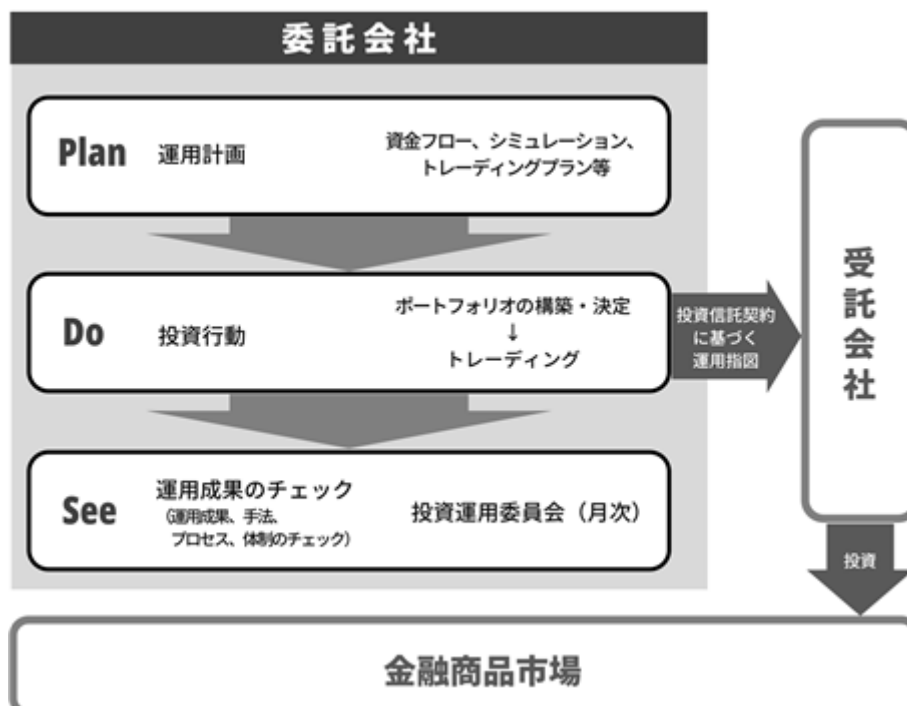 委託会社
Plan
運用計画
資金フロー、シミュレーション、
トレーディングプラン等
Do
投資行動
ポートフォリオの構築・決定
↓
トレーディング
投資信託契約
に基づく
運用指図
受託会社
See
運用成果のチェック
(運用成果、手法、
プロセス、体制のチェック)
投資運用委員会（月次）
投資
金融商品市場